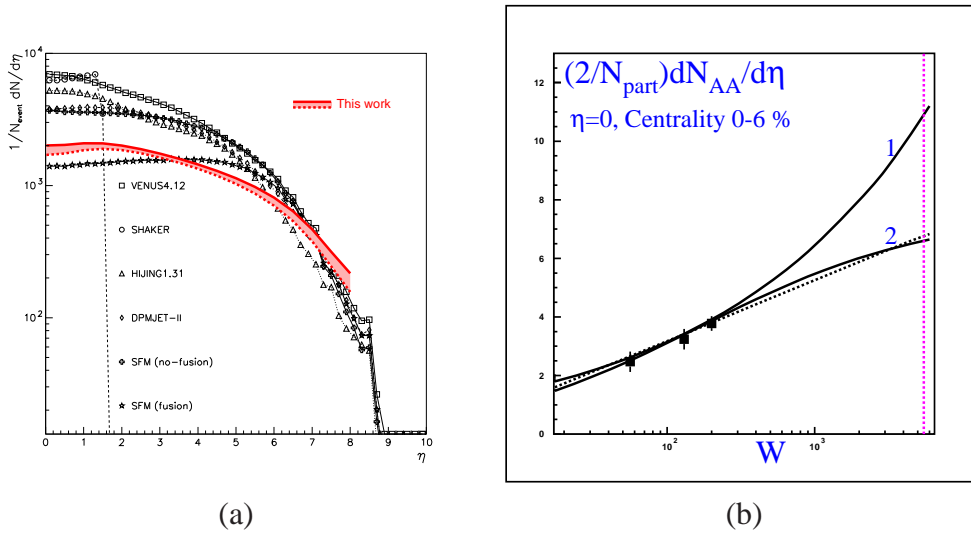 10^4
10^3
10^2
1/N_event dN/dη
This work
VENUS4.12
SHAKER
HIJING1.31
DPMJET-II
SFM (no-fusion)
SFM (fusion)
0 1 2 3 4 5 6 7 8 9 10
η
(a)
(2/N_part)dN_AA/dη
η=0, Centrality 0-6 %
12
10
8
6
4
2
0
1
2
10^2 10^3
W
(b)